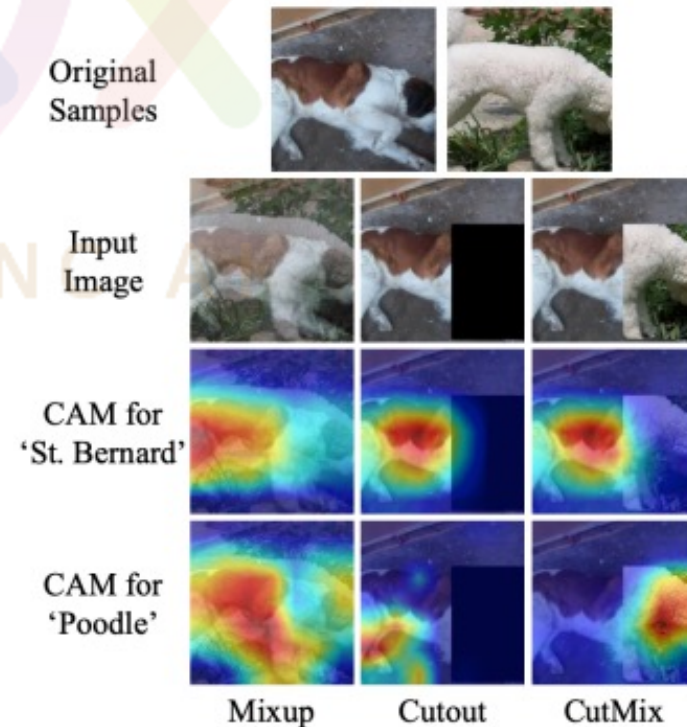 Original
Samples
Input
Image
CAM for
‘St. Bernard’
CAM for
‘Poodle’
Mixup Cutout CutMix